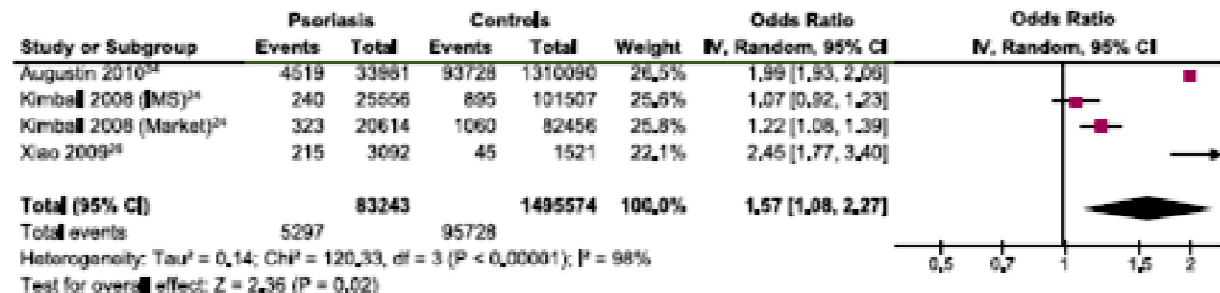 Psoriasis Controls Odds Ratio Odds Ratio
Study or Subgroup Events Total Events Total Weight IV, Random, 95% CI IV, Random, 95% CI
Augustin 2010³⁴ 4519 33981 93728 1310090 26,5% 1,99 [1,93, 2,06]
Kimball 2008 (IMS)²⁴ 240 25556 895 101507 25,6% 1,07 [0,92, 1,23]
Kimball 2008 (Market)²⁴ 323 20614 1060 82456 25,8% 1,22 [1,08, 1,39]
Xiao 2009²⁶ 215 3092 45 1521 22,1% 2,45 [1,77, 3,40]
Total (95% CI) 83243 1495574 100,0% 1,57 [1,08, 2,27]
Total events 5297 95728
Heterogeneity: Tau² = 0,14; Chi² = 120,33, df = 3 (P < 0,00001); I² = 98%
Test for overall effect: Z = 2,36 (P = 0,02)
0,5 0,7 1 1,5 2